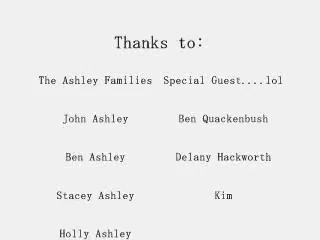 Thanks to:
The Ashley Families Special Guest....lol
John Ashley Ben Quackenbush
Ben Ashley Delany Hackworth
Stacey Ashley Kim
Holly Ashley